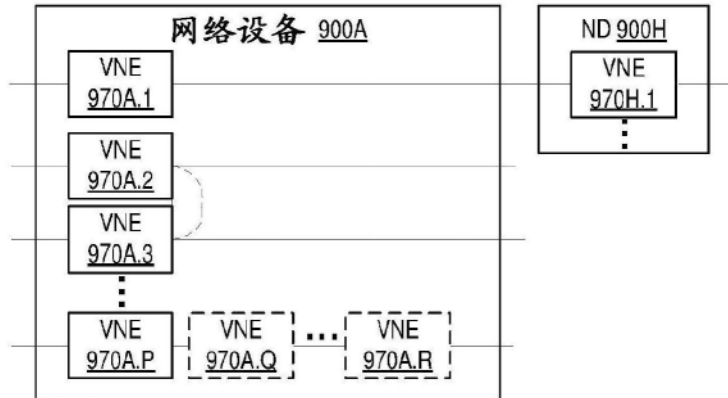 网络设备 900A
VNE
970A.1
VNE
970A.2
VNE
970A.3
VNE
970A.P
VNE
970A.Q
VNE
970A.R
ND 900H
VNE
970H.1